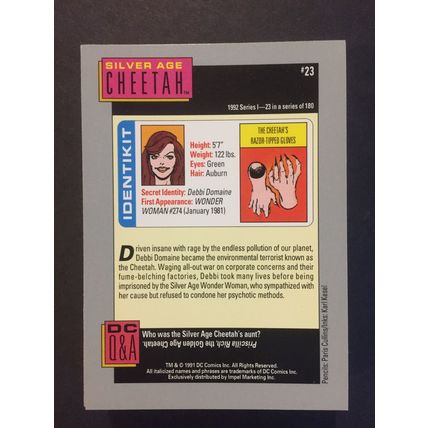 SILVER AGE
CHEETAH™
#23
1992 Series I—23 in a series of 180
IDENTIKIT
Height: 5'7"
Weight: 122 lbs.
Eyes: Green
Hair: Auburn
Secret Identity: Debbi Domaine
First Appearance: WONDER
WOMAN #274 (January 1981)
THE CHEETAH'S
RAZOR-TIPPED GLOVES
Driven insane with rage by the endless pollution of our planet,
Debbi Domaine became the environmental terrorist known as
the Cheetah. Waging all-out war on corporate concerns and their
fume-belching factories, Debbi took many lives before being
imprisoned by the Silver Age Wonder Woman, who sympathized with
her cause but refused to condone her psychotic methods.
Pencils: Paris Cullins/Inks: Karl Kesel
DC
Q&A
Who was the Silver Age Cheetah's aunt?
Priscilla Rich, the Golden Age Cheetah.
TM & © 1991 DC Comics Inc. All Rights Reserved.
All italicized names and phrases are trademarks of DC Comics Inc.
Exclusively distributed by Impel Marketing Inc.